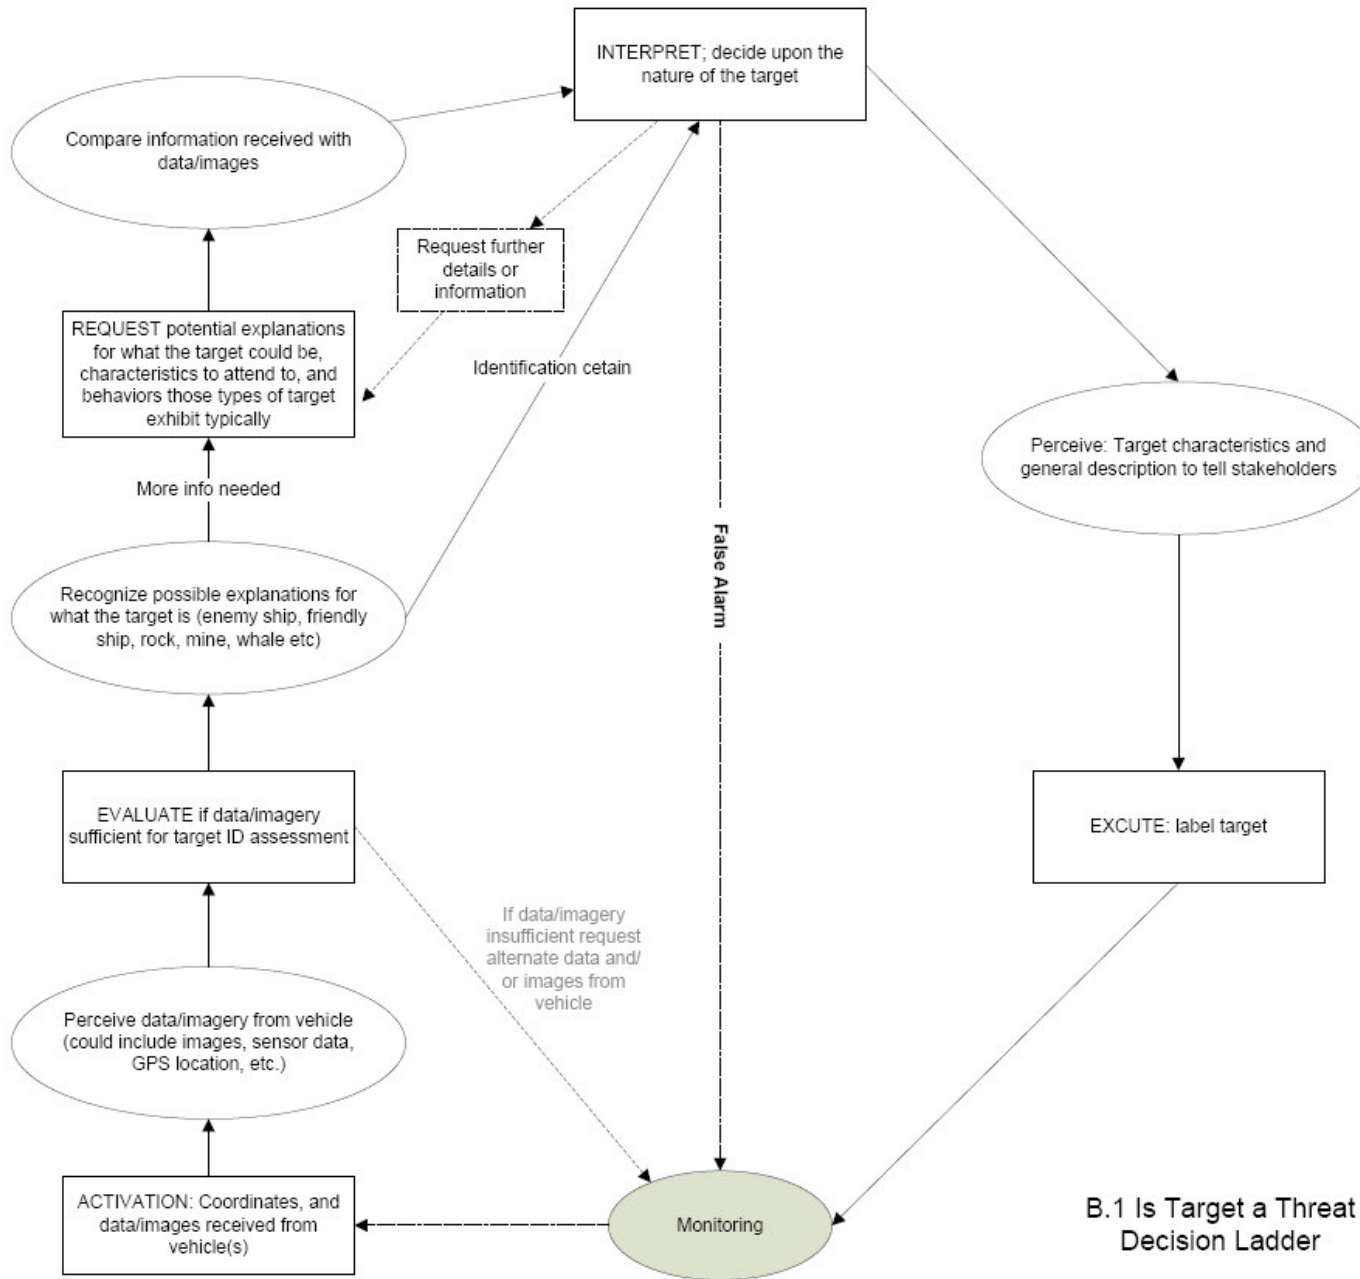 INTERPRET; decide upon the
nature of the target
Compare information received with
data/images
Request further
details or
information
REQUEST potential explanations
for what the target could be,
characteristics to attend to, and
behaviors those types of target
exhibit typically
Identification cetain
Perceive: Target characteristics and
general description to tell stakeholders
More info needed
False Alarm
Recognize possible explanations for
what the target is (enemy ship, friendly
ship, rock, mine, whale etc)
EVALUATE if data/imagery
sufficient for target ID assessment
EXCUTE: label target
If data/imagery
insufficient request
alternate data and/
or images from
vehicle
Perceive data/imagery from vehicle
(could include images, sensor data,
GPS location, etc.)
ACTIVATION: Coordinates, and
data/images received from
vehicle(s)
Monitoring
B.1 Is Target a Threat
Decision Ladder